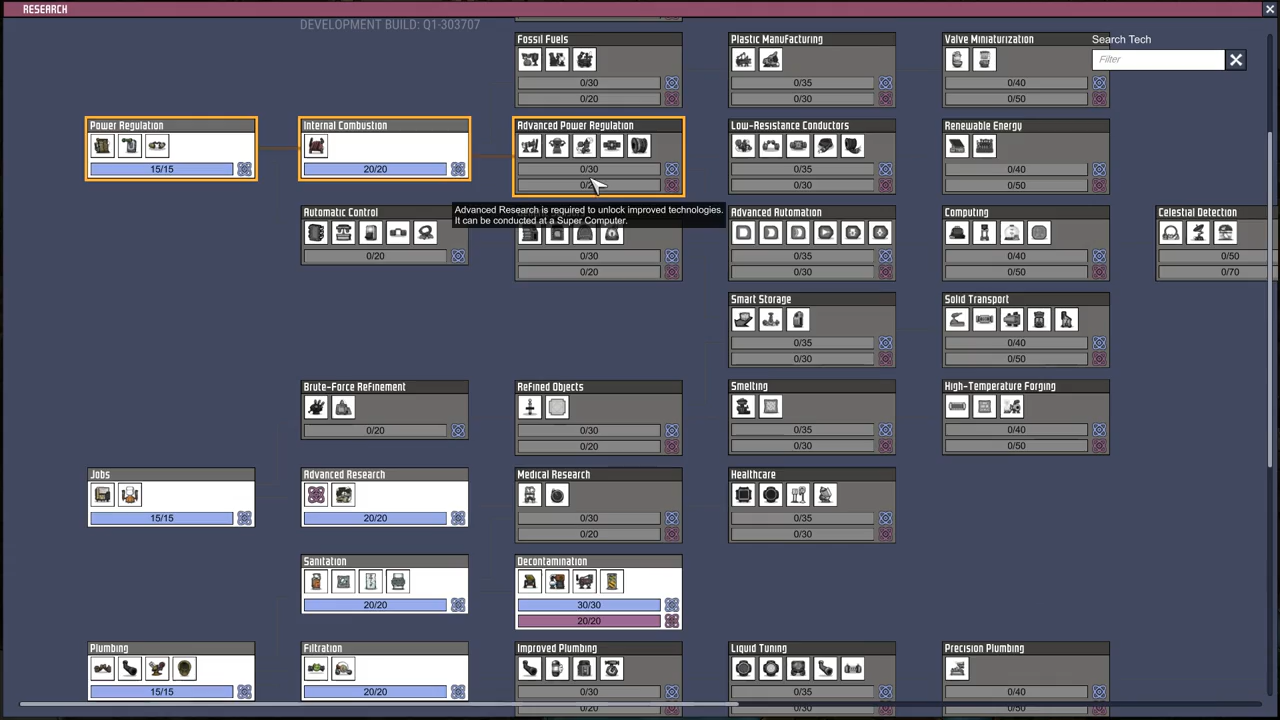 RESEARCH
DEVELOPMENT BUILD: Q1-303707
Fossil Fuels
0/30
0/20
Plastic Manufacturing
0/35
0/30
Valve Miniaturization
0/40
0/50
Search Tech
Filter
Power Regulation
15/15
Internal Combustion
20/20
Advanced Power Regulation
0/30
Low-Resistance Conductors
0/35
0/30
Renewable Energy
0/40
0/50
Advanced Research is required to unlock improved technologies.
It can be conducted at a Super Computer.
Automatic Control
0/20
0/30
0/20
Advanced Automation
0/35
0/30
Computing
0/40
0/50
Celestial Detection
0/50
0/70
Smart Storage
0/35
0/30
Solid Transport
0/40
0/50
Brute-Force Refinement
0/20
Refined Objects
0/30
0/20
Smelting
0/35
0/30
High-Temperature Forging
0/40
0/50
Jobs
15/15
Advanced Research
20/20
Medical Research
0/30
0/20
Healthcare
0/35
0/30
Sanitation
20/20
Decontamination
30/30
20/20
Plumbing
15/15
Filtration
20/20
Improved Plumbing
0/30
0/20
Liquid Tuning
0/35
0/30
Precision Plumbing
0/40
0/50